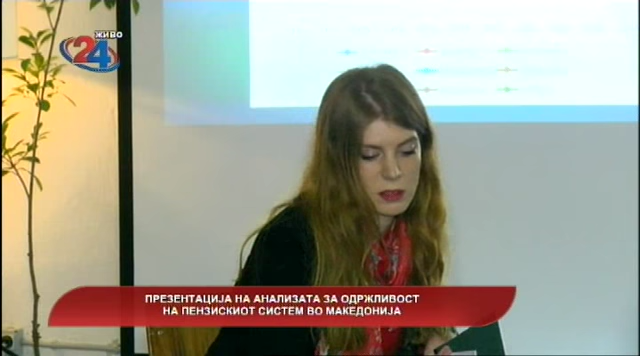 ЖИВО
24
ПРЕЗЕНТАЦИЈА НА АНАЛИЗАТА ЗА ОДРЖЛИВОСТ
НА ПЕНЗИСКИОТ СИСТЕМ ВО МАКЕДОНИЈА